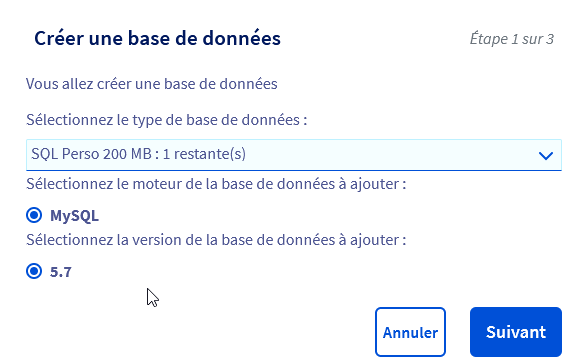 Créer une base de données
Étape 1 sur 3
Vous allez créer une base de données
Sélectionnez le type de base de données :
SQL Perso 200 MB : 1 restante(s)
Sélectionnez le moteur de la base de données à ajouter :
MySQL
Sélectionnez la version de la base de données à ajouter :
5.7
Annuler
Suivant